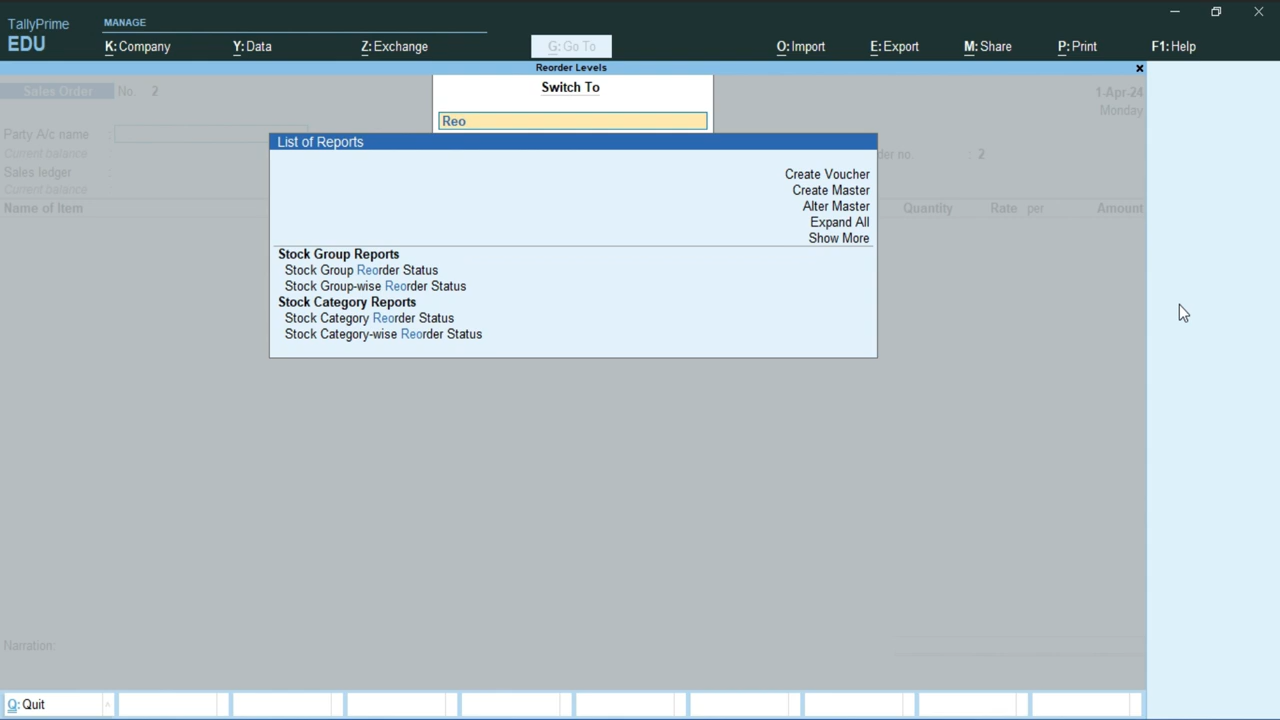 TallyPrime
EDU
MANAGE
K: Company
Y: Data
Z: Exchange
G: Go To
O: Import
E: Export
M: Share
P: Print
F1: Help
Reorder Levels
Sales Order No. 2
1-Apr-24
Monday
Switch To
Reo
Party A/c name :
Current balance
der no. : 2
Sales ledger :
Current balance
Name of Item
Quantity Rate per Amount
List of Reports
Create Voucher
Create Master
Alter Master
Expand All
Show More
Stock Group Reports
Stock Group Reorder Status
Stock Group-wise Reorder Status
Stock Category Reports
Stock Category Reorder Status
Stock Category-wise Reorder Status
Narration:
Q: Quit